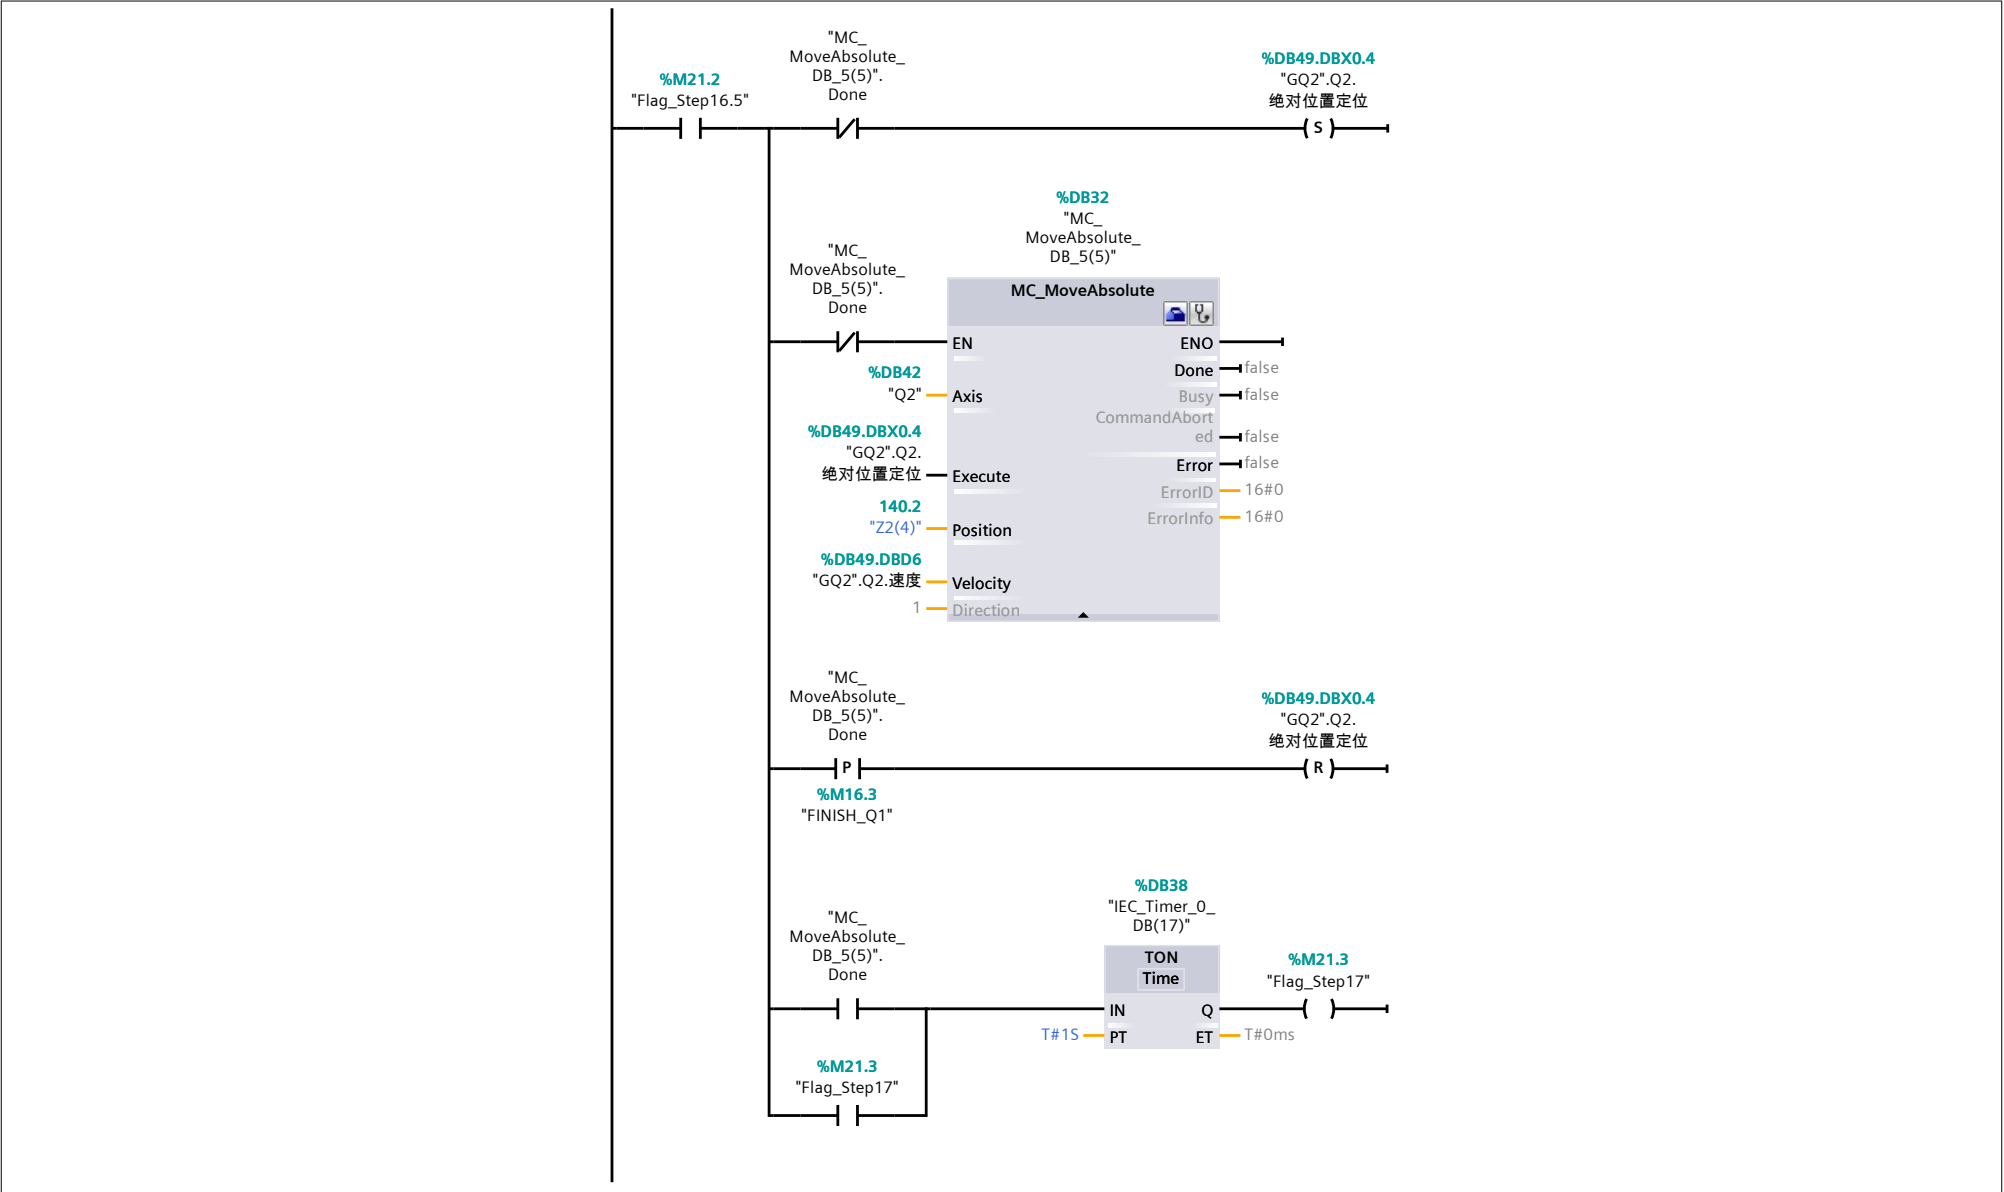 %M21.2
"Flag_Step16.5"
"MC_
MoveAbsolute_
DB_5(5)".
Done
%DB49.DBX0.4
"GQ2".Q2.
绝对位置定位
S
%DB32
"MC_
MoveAbsolute_
DB_5(5)"
"MC_
MoveAbsolute_
DB_5(5)".
Done
MC_MoveAbsolute
EN
ENO
%DB42
"Q2"
Axis
%DB49.DBX0.4
"GQ2".Q2.
绝对位置定位
Execute
140.2
"Z2(4)"
Position
%DB49.DBD6
"GQ2".Q2.速度
Velocity
1
Direction
Done
false
Busy
false
CommandAbort
ed
false
Error
false
ErrorID
16#0
ErrorInfo
16#0
"MC_
MoveAbsolute_
DB_5(5)".
Done
P
%M16.3
"FINISH_Q1"
%DB49.DBX0.4
"GQ2".Q2.
绝对位置定位
R
"MC_
MoveAbsolute_
DB_5(5)".
Done
%M21.3
"Flag_Step17"
%DB38
"IEC_Timer_0_
DB(17)"
TON
Time
IN
Q
T#1S
PT
ET
T#0ms
%M21.3
"Flag_Step17"